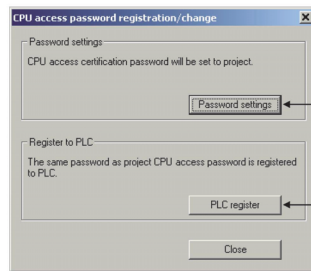 CPU access password registration/change
Password settings
CPU access certification password will be set to project.
Password settings
Register to PLC
The same password as project CPU access password is registered
to PLC.
PLC register
Close